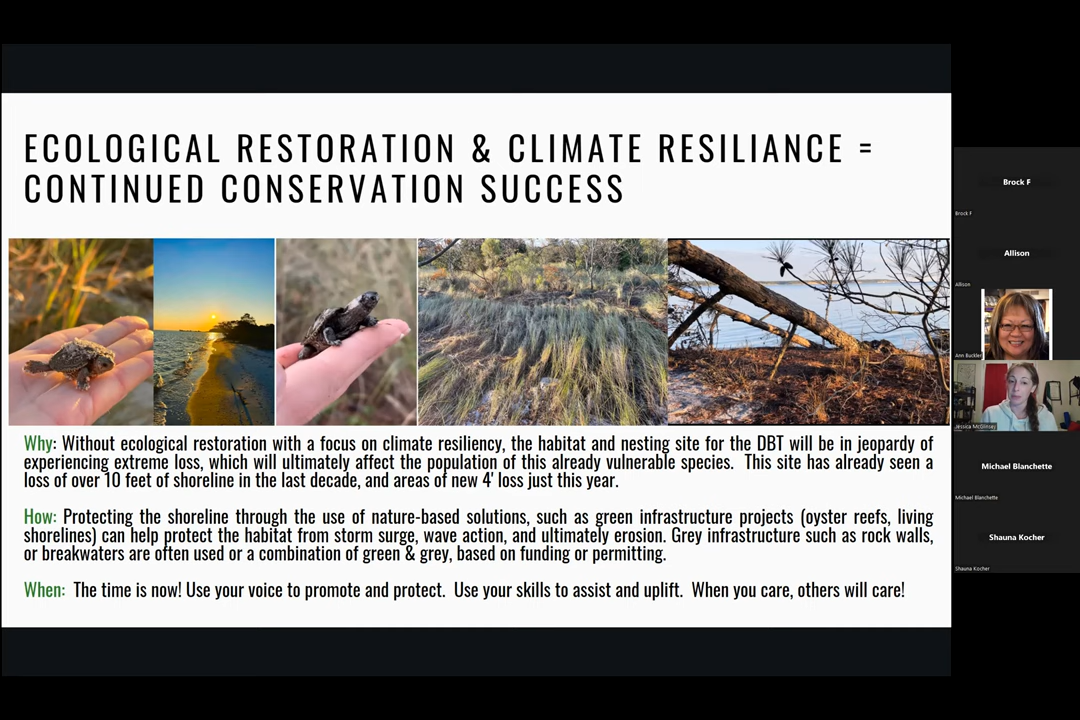 ECOLOGICAL RESTORATION & CLIMATE RESILIANCE =
CONTINUED CONSERVATION SUCCESS
Why: Without ecological restoration with a focus on climate resiliency, the habitat and nesting site for the DBT will be in jeopardy of
experiencing extreme loss, which will ultimately affect the population of this already vulnerable species. This site has already seen a
loss of over 10 feet of shoreline in the last decade, and areas of new 4' loss just this year.
How: Protecting the shoreline through the use of nature-based solutions, such as green infrastructure projects (oyster reefs, living
shorelines) can help protect the habitat from storm surge, wave action, and ultimately erosion. Grey infrastructure such as rock walls,
or breakwaters are often used or a combination of green & grey, based on funding or permitting.
When: The time is now! Use your voice to promote and protect. Use your skills to assist and uplift. When you care, others will care!
Brock F
Brock F
Allison
Allison
Ann Buckler
Jessica McGlinsey
Michael Blanchette
Michael Blanchette
Shauna Kocher
Shauna Kocher